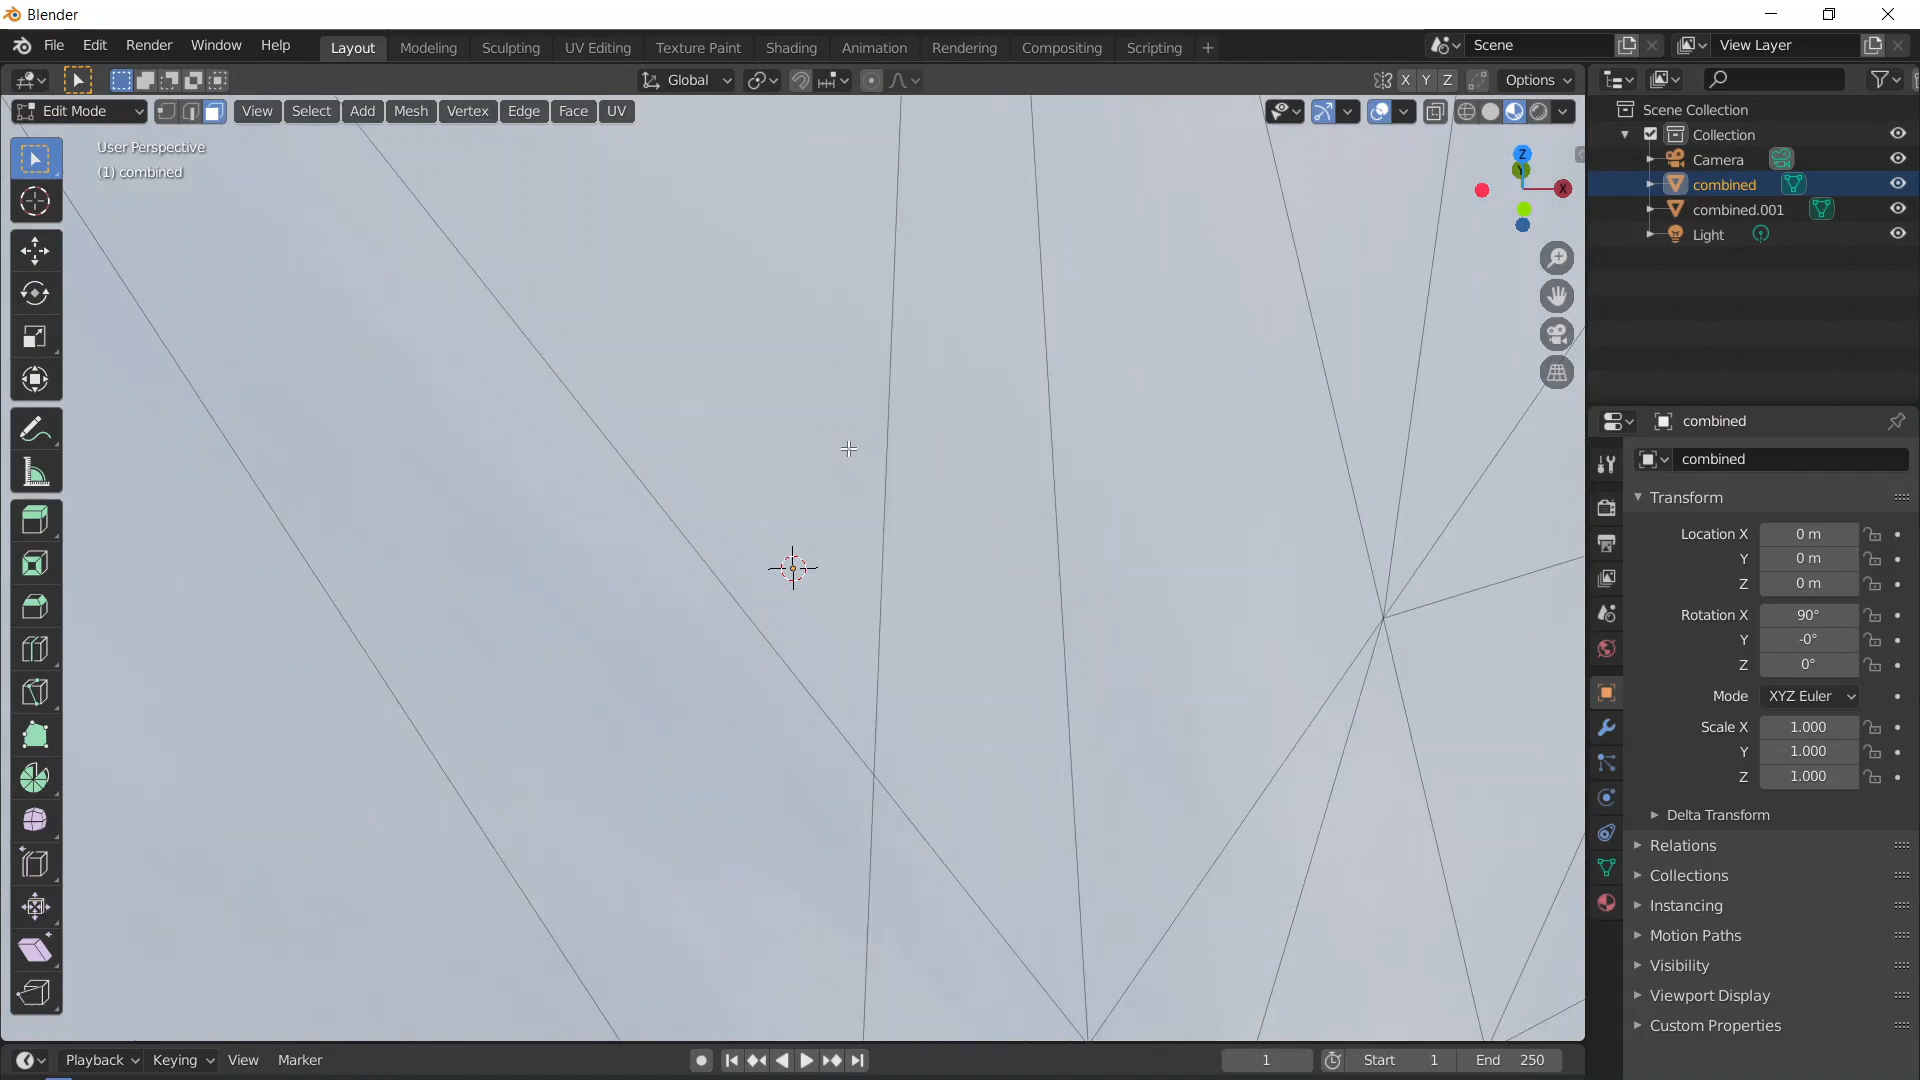 Blender
File Edit Render Window Help Layout Modeling Sculpting UV Editing Texture Paint Shading Animation Rendering Compositing Scripting + Scene View Layer
Global X Y Z Options
Edit Mode View Select Add Mesh Vertex Edge Face UV
User Perspective
(1) combined
Z
Y
X
Scene Collection
Collection
Camera
combined
combined.001
Light
combined
combined
Transform
Location X 0 m
Y 0 m
Z 0 m
Rotation X 90°
Y -0°
Z 0°
Mode XYZ Euler
Scale X 1.000
Y 1.000
Z 1.000
Delta Transform
Relations
Collections
Instancing
Motion Paths
Visibility
Viewport Display
Custom Properties
Playback Keying View Marker 1 Start 1 End 250